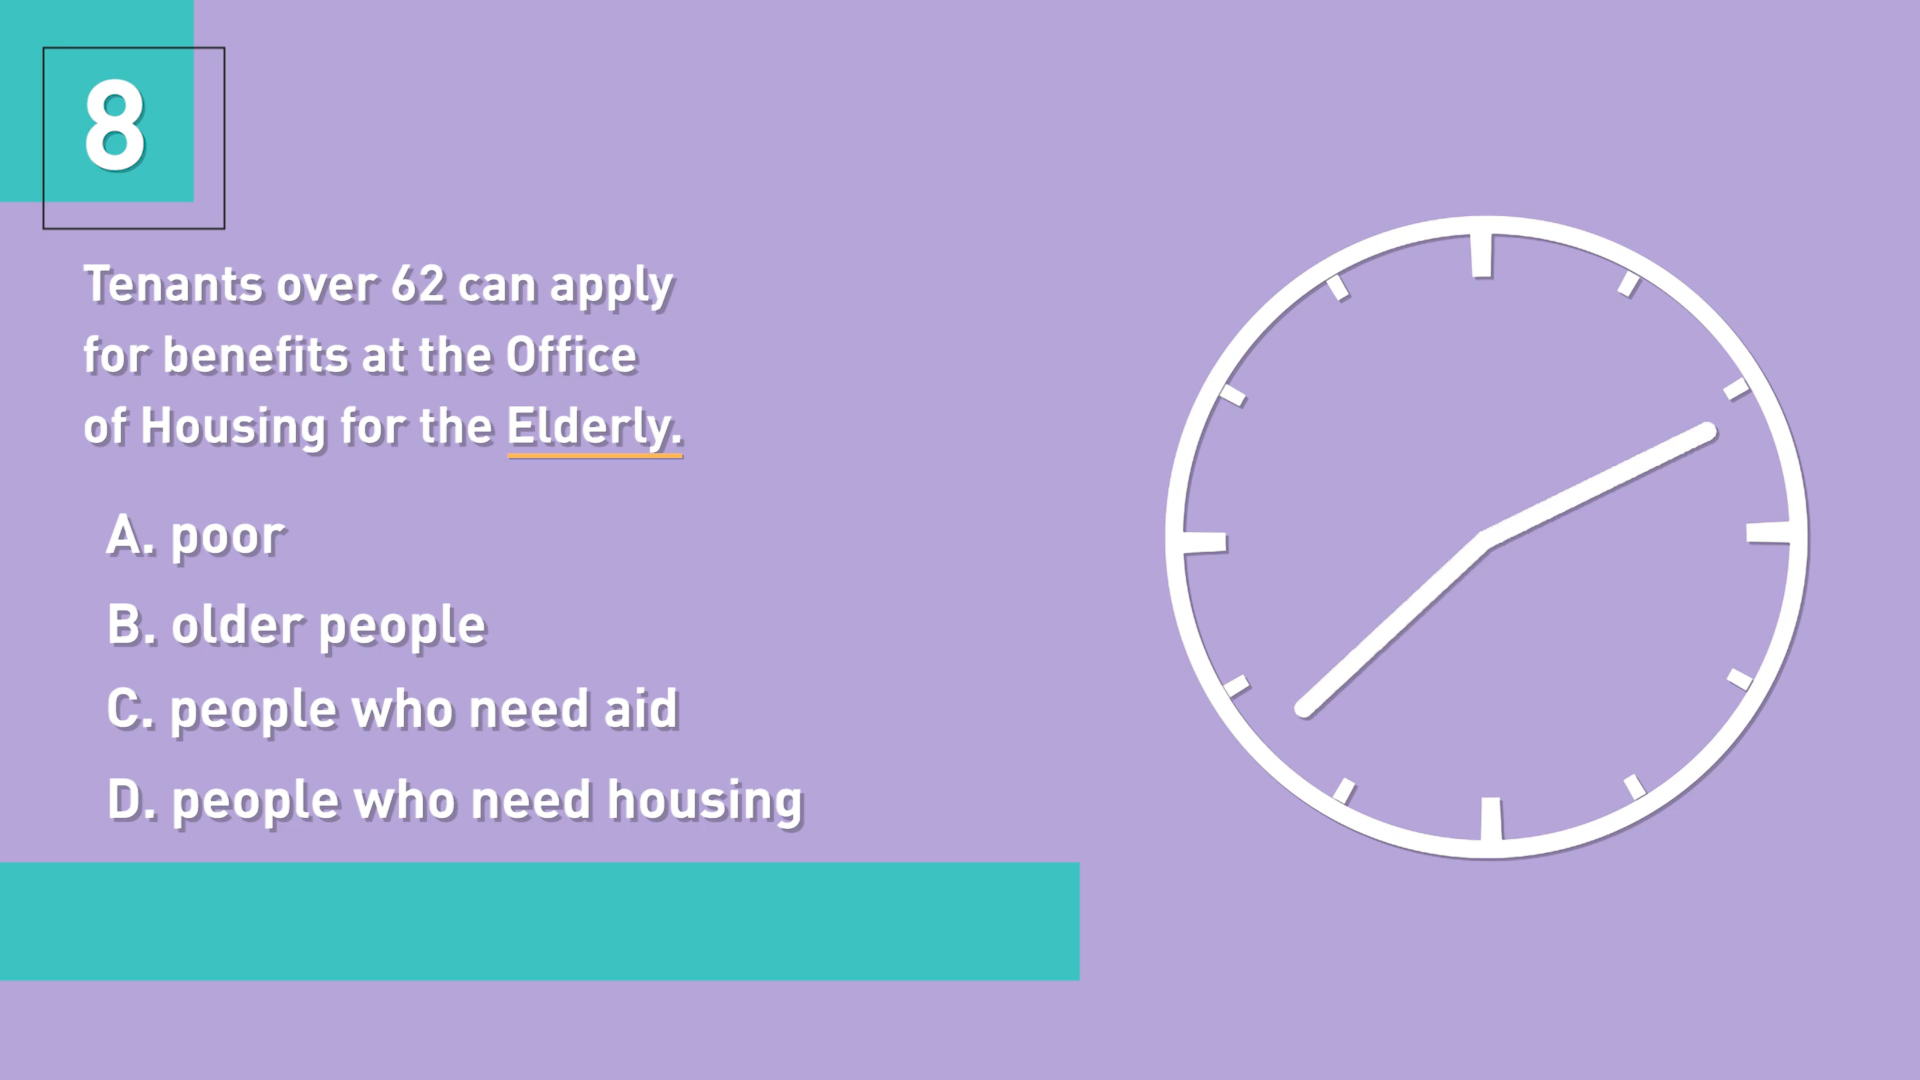 8
Tenants over 62 can apply
for benefits at the Office
of Housing for the Elderly.
A. poor
B. older people
C. people who need aid
D. people who need housing